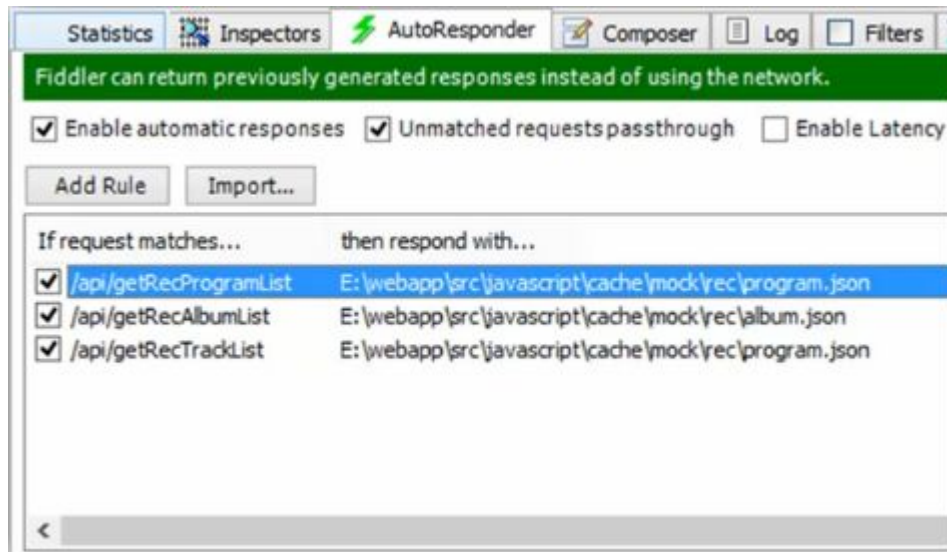 Statistics Inspectors AutoResponder Composer Log Filters
Fiddler can return previously generated responses instead of using the network.
Enable automatic responses Unmatched requests passthrough Enable Latency
Add Rule Import...
If request matches... then respond with...
/api/getRecProgramList E:\webapp\src\javascript\cache\mock\rec\program.json
/api/getRecAlbumList E:\webapp\src\javascript\cache\mock\rec\album.json
/api/getRecTrackList E:\webapp\src\javascript\cache\mock\rec\program.json